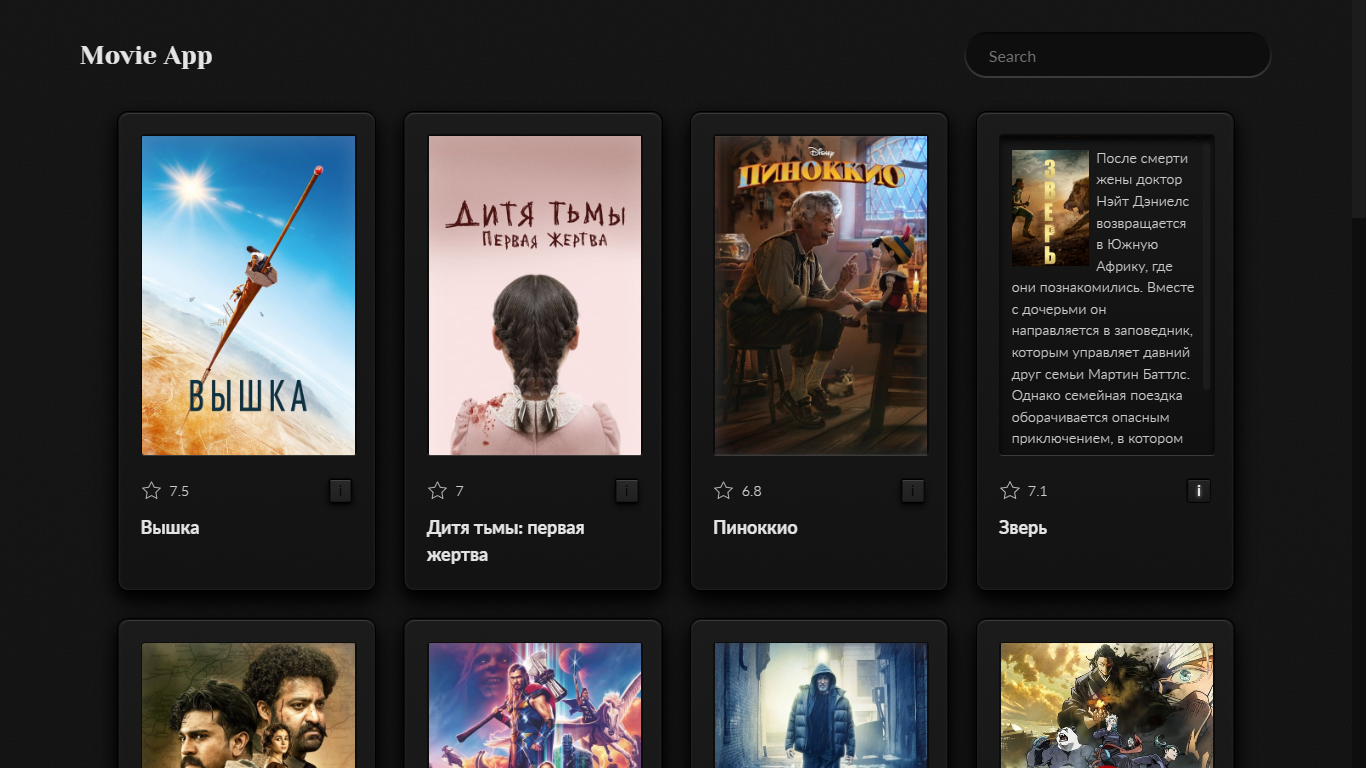 Movie App
Search
ВЫШКА
7.5
i
Вышка
ДИТЯ ТЬМЫ
ПЕРВАЯ ЖЕРТВА
7
i
Дитя тьмы: первая
жертва
Disney
ПИНОККИО
6.8
i
Пиноккио
ЗВЕРЬ
После смерти
жены доктор
Нэйт Дэниелс
возвращается
в Южную
Африку, где
они познакомились. Вместе
с дочерьми он
направляется в заповедник,
которым управляет давний
друг семьи Мартин Баттлс.
Однако семейная поездка
оборачивается опасным
приключением, в котором
7.1
i
Зверь